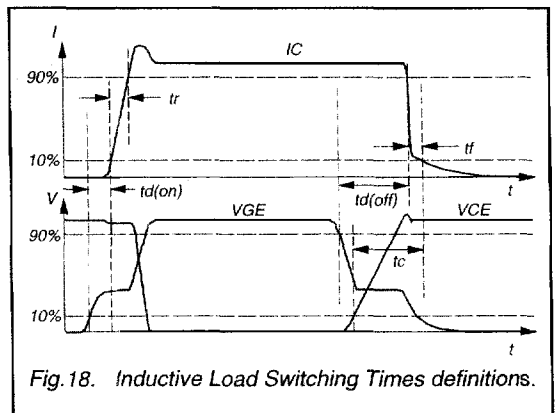 I
IC
90%
tr
10%
tf
t
td(on)
td(off)
V
VGE
VCE
90%
tc
10%
t
Fig.18. Inductive Load Switching Times definitions.